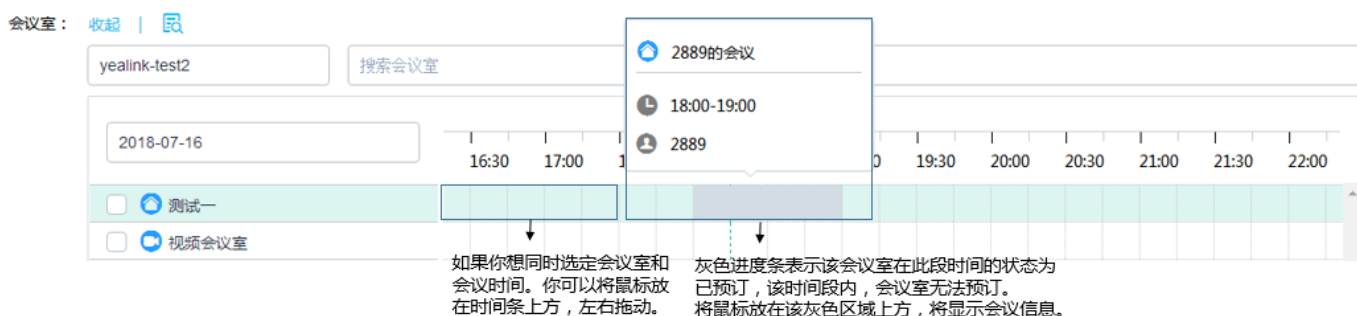 会议室： 收起 |
2889的会议
yealink-test2 搜索会议室
18:00-19:00
2018-07-16 2889
16:30 17:00 1 0 19:30 20:00 20:30 21:00 21:30 22:00
测试一
视频会议室
如果你想同时选定会议室和
会议时间。你可以将鼠标放
在时间条上方，左右拖动。
灰色进度条表示该会议室在此段时间的状态为
已预订，该时间段内，会议室无法预订。
将鼠标放在该灰色区域上方，将显示会议信息。